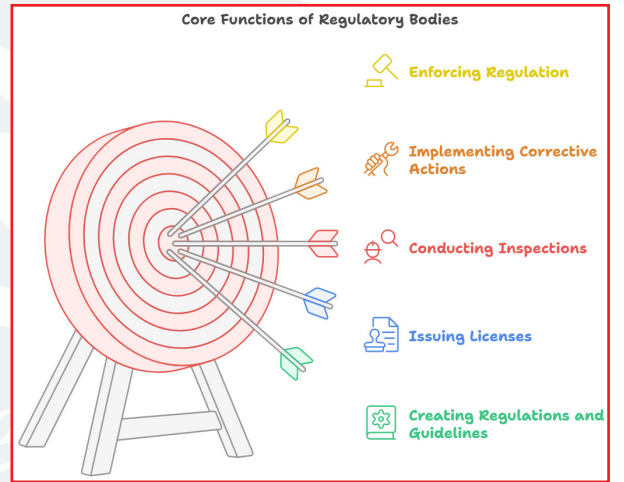 Core Functions of Regulatory Bodies
Enforcing Regulation
Implementing Corrective
Actions
Conducting Inspections
Issuing Licenses
Creating Regulations and
Guidelines